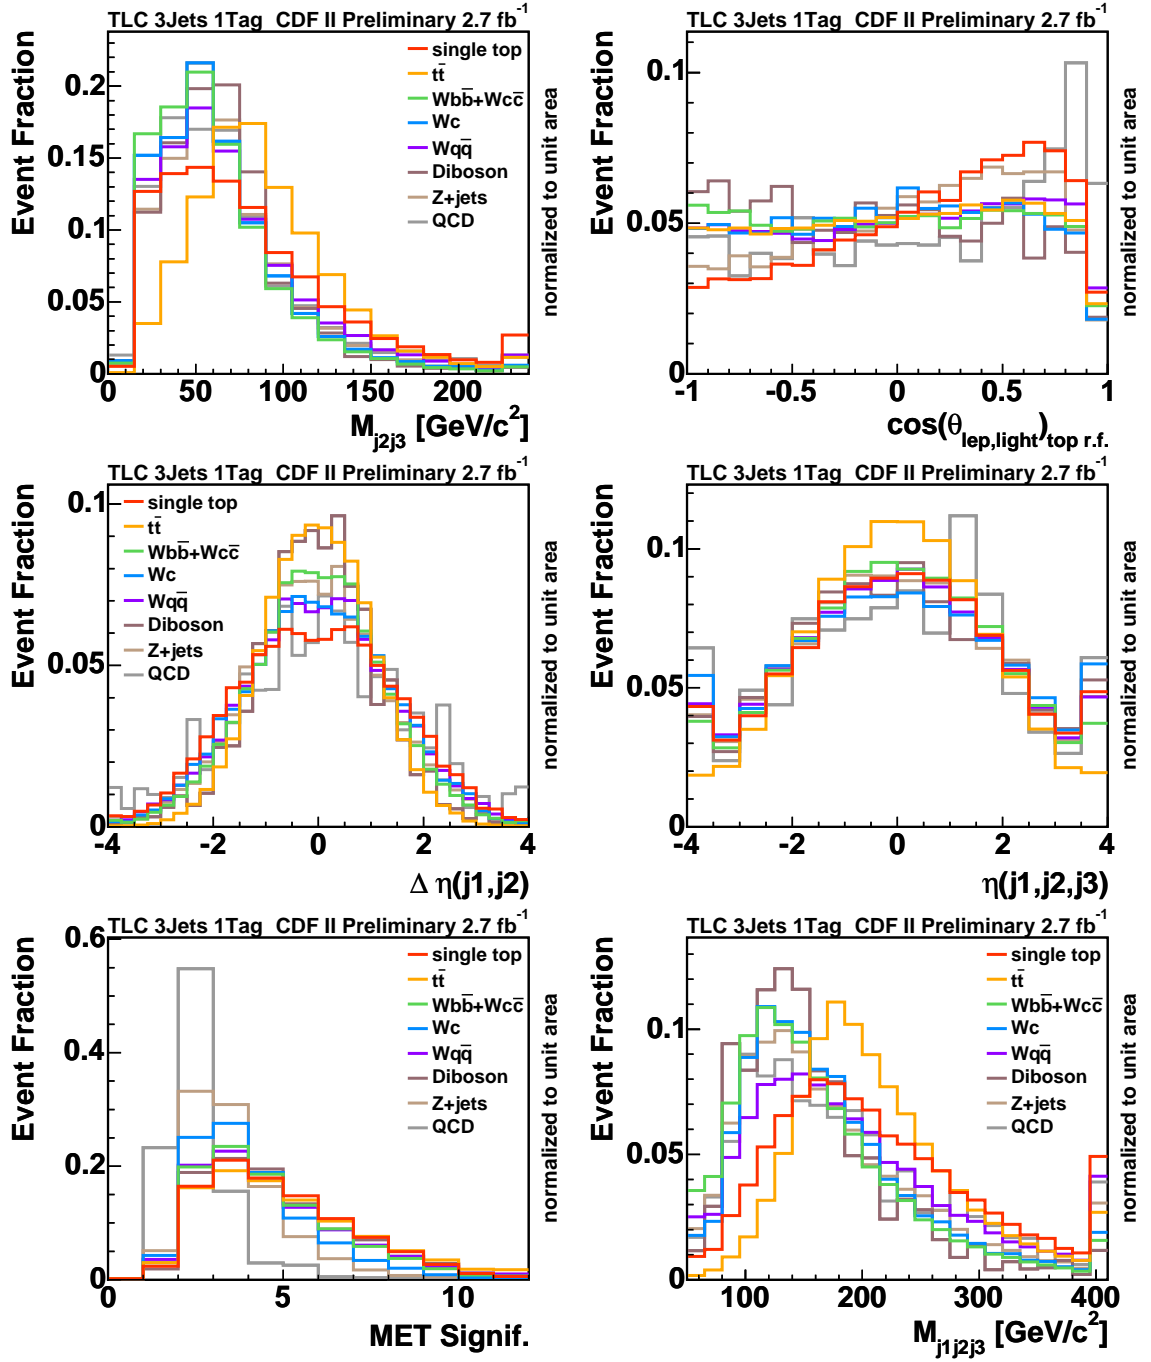 TLC 3Jets 1Tag CDF II Preliminary 2.7 fb⁻¹
Event Fraction
normalized to unit area
0.2
0.15
0.1
0.05
0
single top
tt̄
Wbb̄+Wcc̄
Wc
Wqq̄
Diboson
Z+jets
QCD
0 50 100 150 200
M_j2j3 [GeV/c²]
TLC 3Jets 1Tag CDF II Preliminary 2.7 fb⁻¹
Event Fraction
normalized to unit area
0.1
0.05
0
-1 -0.5 0 0.5 1
cos(θ_lep,light)_top r.f.
TLC 3Jets 1Tag CDF II Preliminary 2.7 fb⁻¹
Event Fraction
normalized to unit area
0.1
0.05
0
single top
tt̄
Wbb̄+Wcc̄
Wc
Wqq̄
Diboson
Z+jets
QCD
-4 -2 0 2 4
Δ η(j1,j2)
TLC 3Jets 1Tag CDF II Preliminary 2.7 fb⁻¹
Event Fraction
normalized to unit area
0.1
0.05
0
-4 -2 0 2 4
η(j1,j2,j3)
TLC 3Jets 1Tag CDF II Preliminary 2.7 fb⁻¹
Event Fraction
normalized to unit area
0.6
0.4
0.2
0
single top
tt̄
Wbb̄+Wcc̄
Wc
Wqq̄
Diboson
Z+jets
QCD
0 5 10
MET Signif.
TLC 3Jets 1Tag CDF II Preliminary 2.7 fb⁻¹
Event Fraction
normalized to unit area
0.1
0.05
0
single top
tt̄
Wbb̄+Wcc̄
Wc
Wqq̄
Diboson
Z+jets
QCD
100 200 300 400
M_j1j2j3 [GeV/c²]